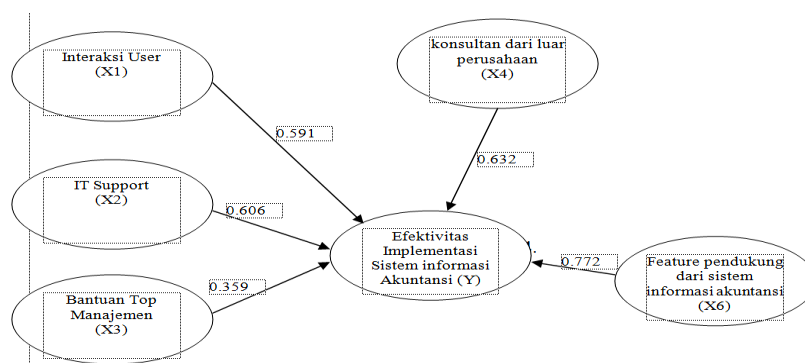 Interaksi User
(X1)
konsultan dari luar
perusahaan
(X4)
0.591
0.632
IT Support
(X2)
0.606
Efektivitas
Implementasi
Sistem informasi
Akuntansi (Y)
0.772
Feature pendukung
dari sistem
informasi akuntansi
(X6)
0.359
Bantuan Top
Manajemen
(X3)